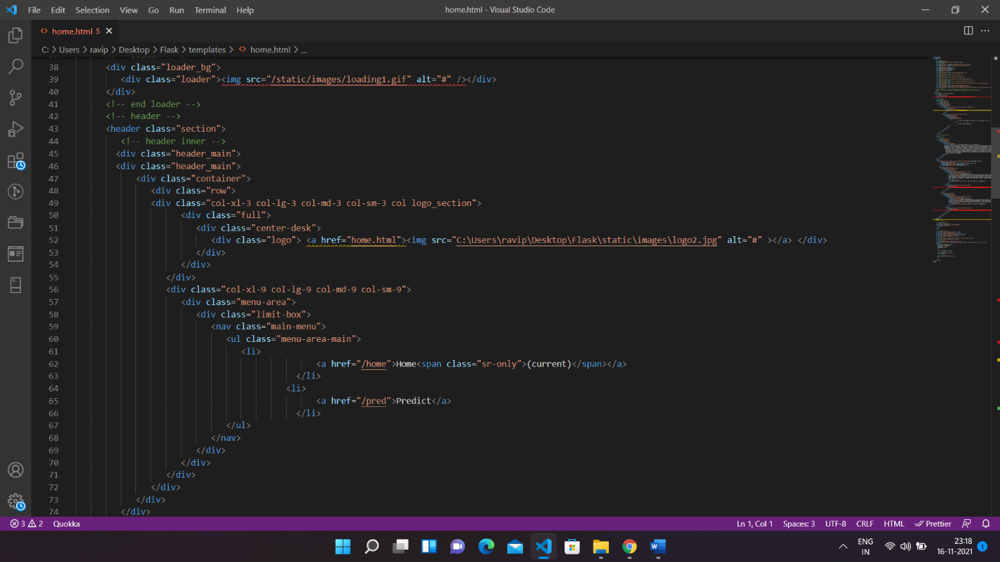 File Edit Selection View Go Run Terminal Help
home.html - Visual Studio Code
home.html 5
C: > Users > ravip > Desktop > Flask > templates > home.html > ...
38 <div class="loader_bg">
39 <div class="loader"><img src="/static/images/loading1.gif" alt="#" /></div>
40 </div>
41 <!-- end loader -->
42 <!-- header -->
43 <header class="section">
44 <!-- header inner -->
45 <div class="header_main">
46 <div class="header_main">
47 <div class="container">
48 <div class="row">
49 <div class="col-xl-3 col-lg-3 col-md-3 col-sm-3 col logo_section">
50 <div class="full">
51 <div class="center-desk">
52 <div class="logo"> <a href="home.html"><img src="C:\Users\ravip\Desktop\Flask\static\images\logo2.jpg" alt="#" ></a> </div>
53 </div>
54 </div>
55 </div>
56 <div class="col-xl-9 col-lg-9 col-md-9 col-sm-9">
57 <div class="menu-area">
58 <div class="limit-box">
59 <nav class="main-menu">
60 <ul class="menu-area-main">
61 <li>
62 <a href="/home">Home<span class="sr-only">(current)</span></a>
63 </li>
64 <li>
65 <a href="/pred">Predict</a>
66 </li>
67 </ul>
68 </nav>
69 </div>
70 </div>
71 </div>
72 </div>
73 </div>
74 </div>
3 2 Quokka
Ln 1, Col 1 Spaces: 3 UTF-8 CRLF HTML Prettier
ENG
IN
23:18
16-11-2021
1